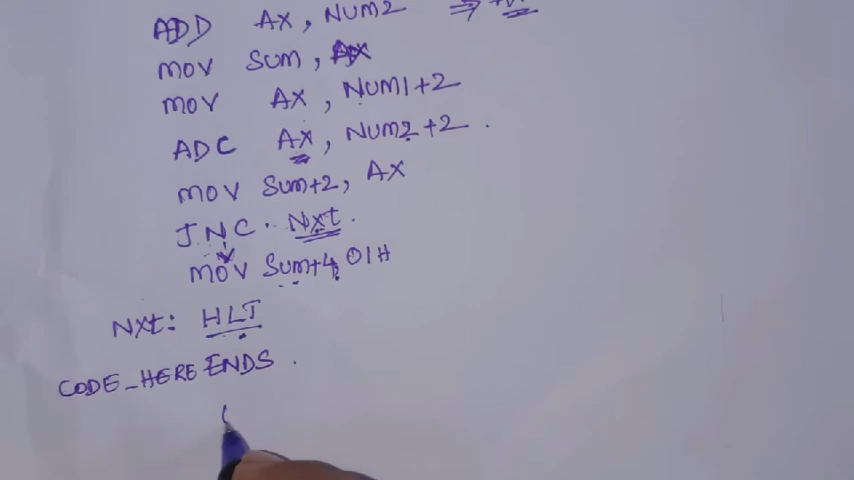 ADD AX, NUM2 ⇒
MOV SUM, AX
MOV AX, NUM1+2
ADC AX, NUM2+2.
MOV SUM+2, AX
JNC. Nxt.
MOV SUM+4, 01H
Nxt: HLT
CODE_HERE ENDS.